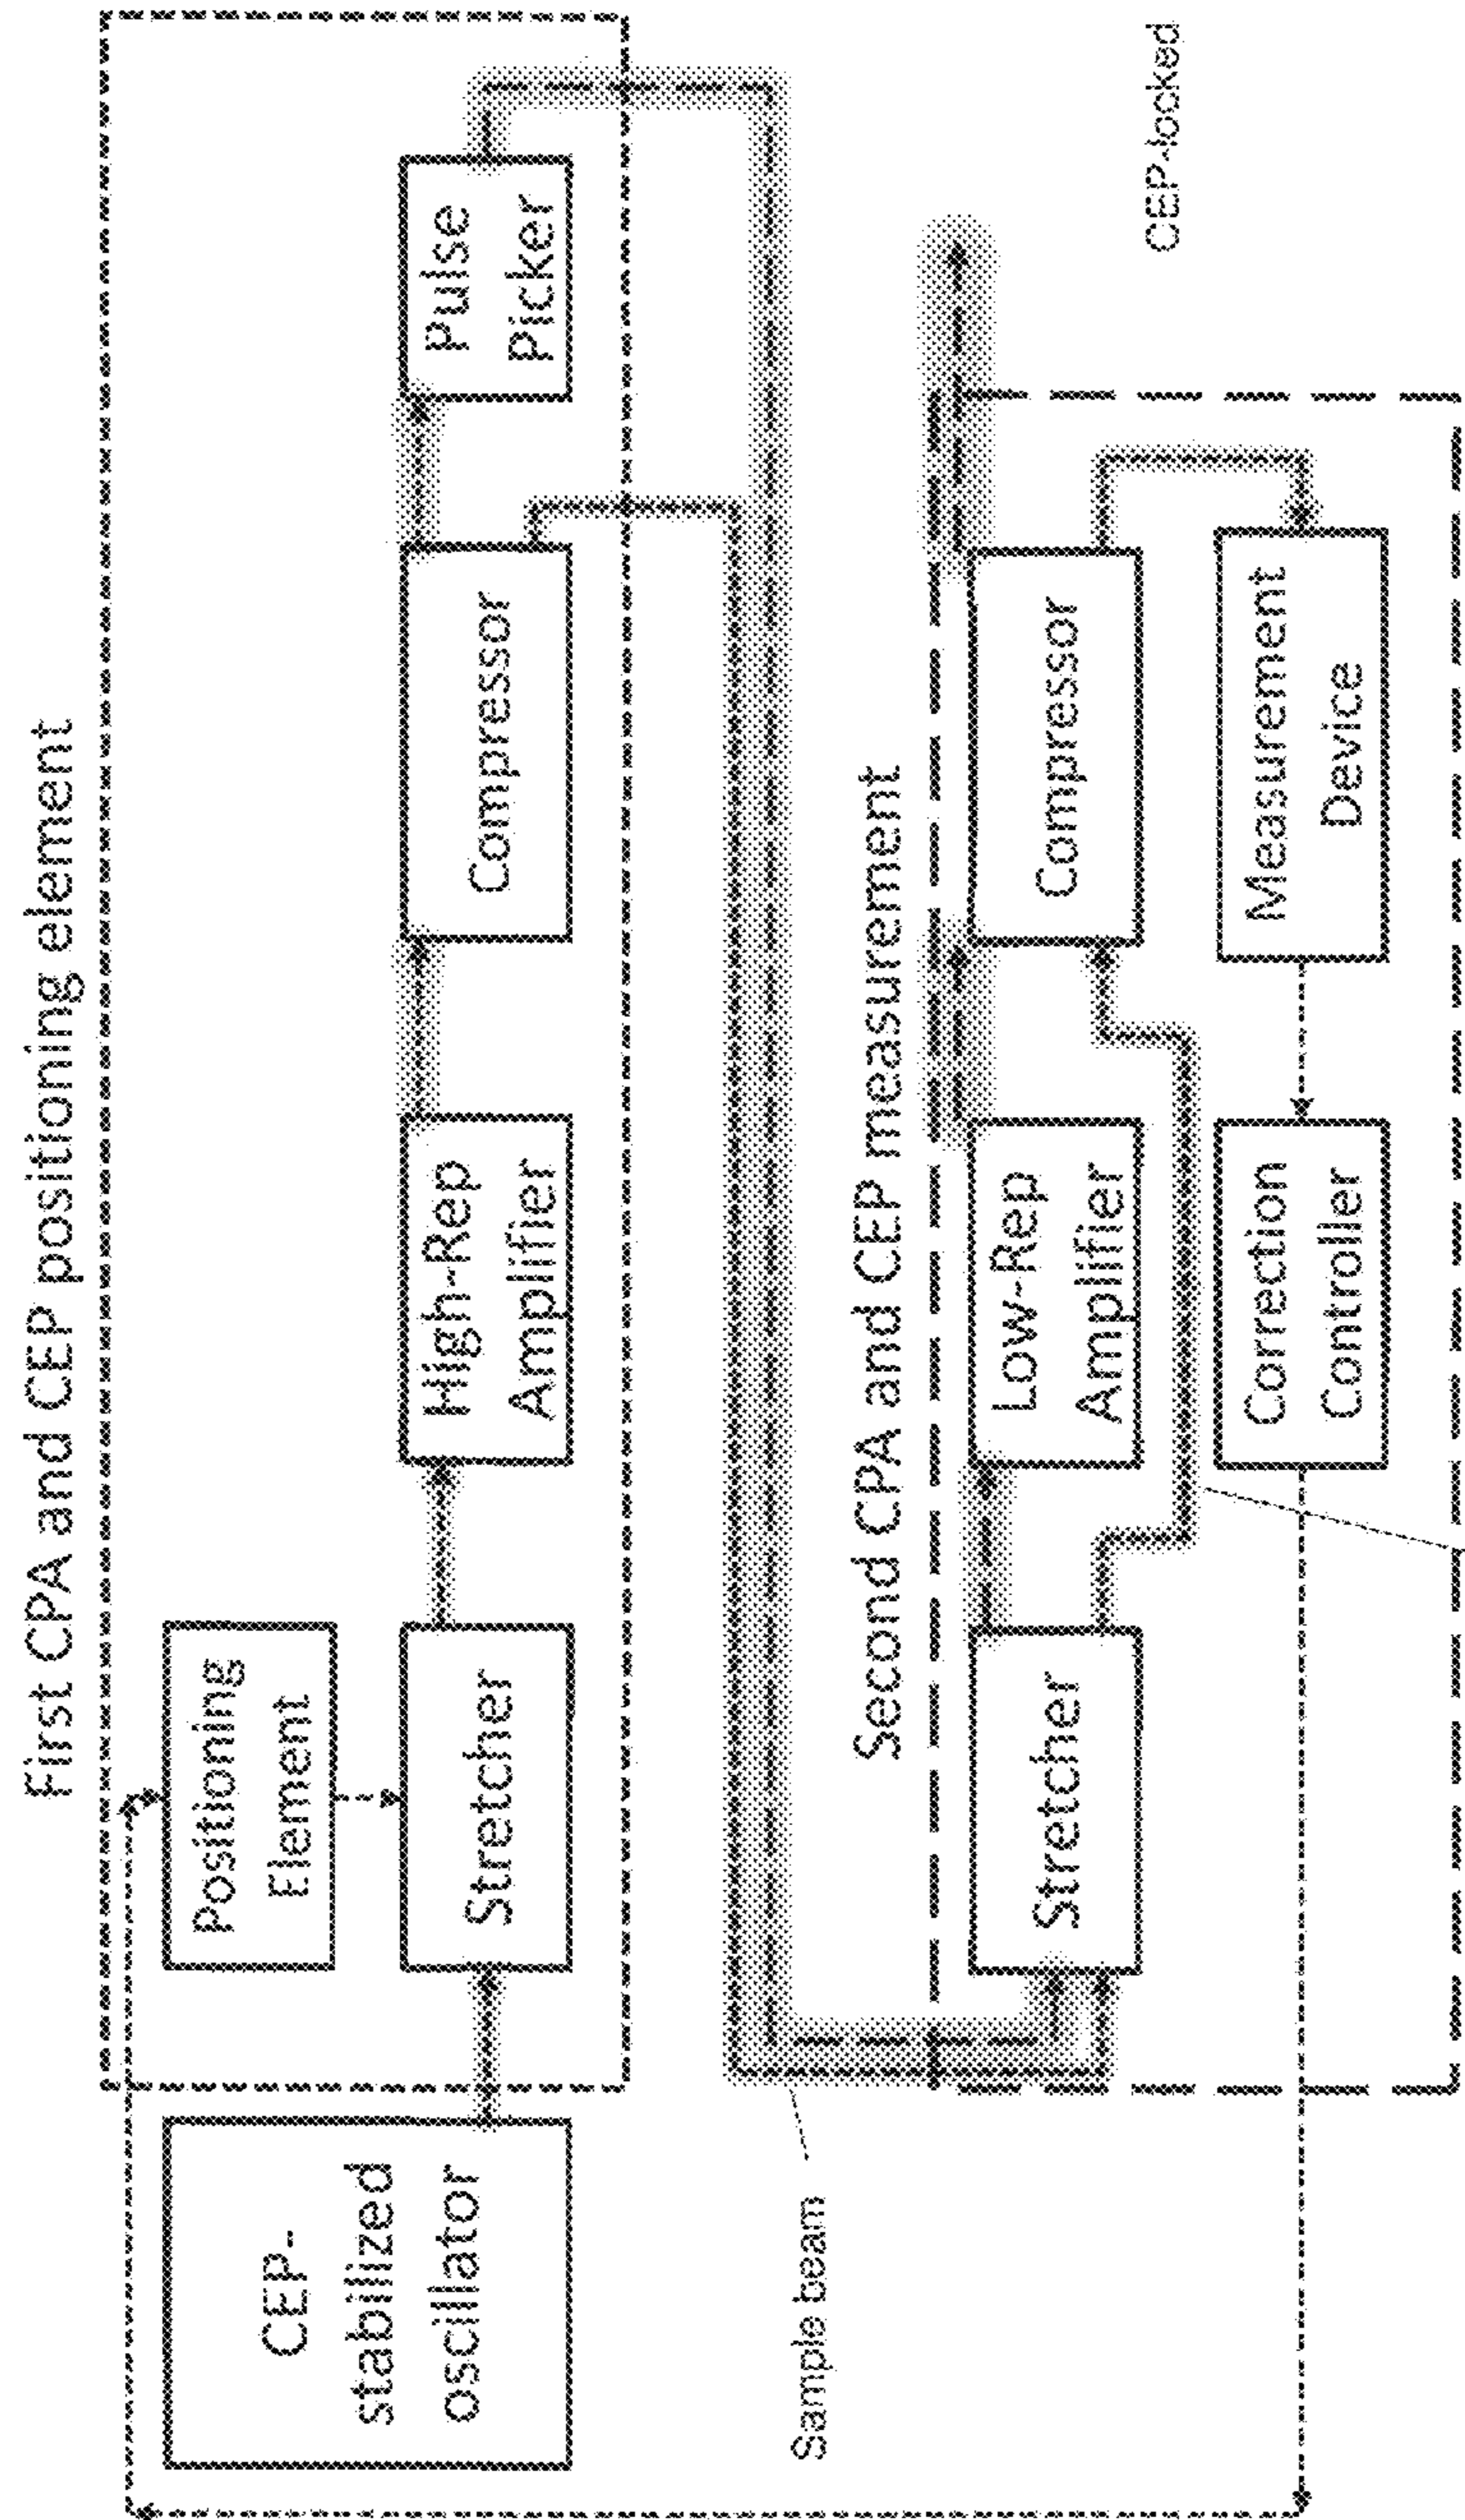 First CPA and CEP positioning element
CEP-
stabilized
oscillator
Positioning
Element
Stretcher
High-Rep
Amplifier
Compressor
Pulse
Picker
Sample beam
Second CPA and CEP measurement
Stretcher
Low-Rep
Amplifier
Compressor
Correction
Controller
Measurement
Device
CEP-locked